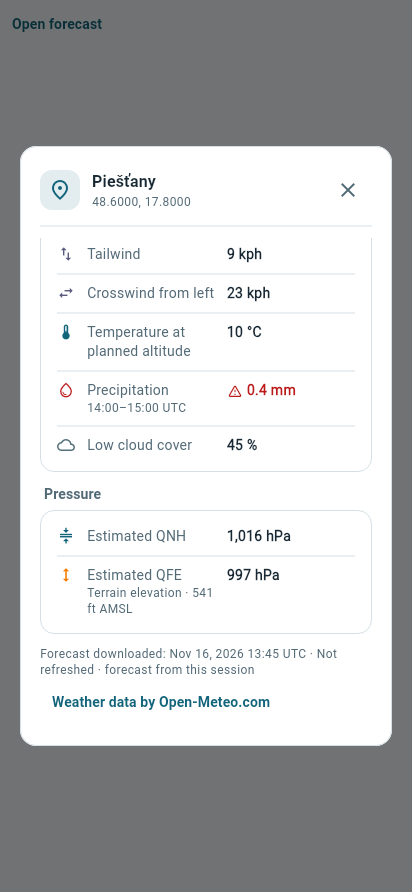 Open forecast
Piešťany
48.6000, 17.8000
Tailwind 9 kph
Crosswind from left 23 kph
Temperature at 10 °C
planned altitude
Precipitation 0.4 mm
14:00–15:00 UTC
Low cloud cover 45 %
Pressure
Estimated QNH 1,016 hPa
Estimated QFE 997 hPa
Terrain elevation · 541
ft AMSL
Forecast downloaded: Nov 16, 2026 13:45 UTC · Not
refreshed · forecast from this session
Weather data by Open-Meteo.com